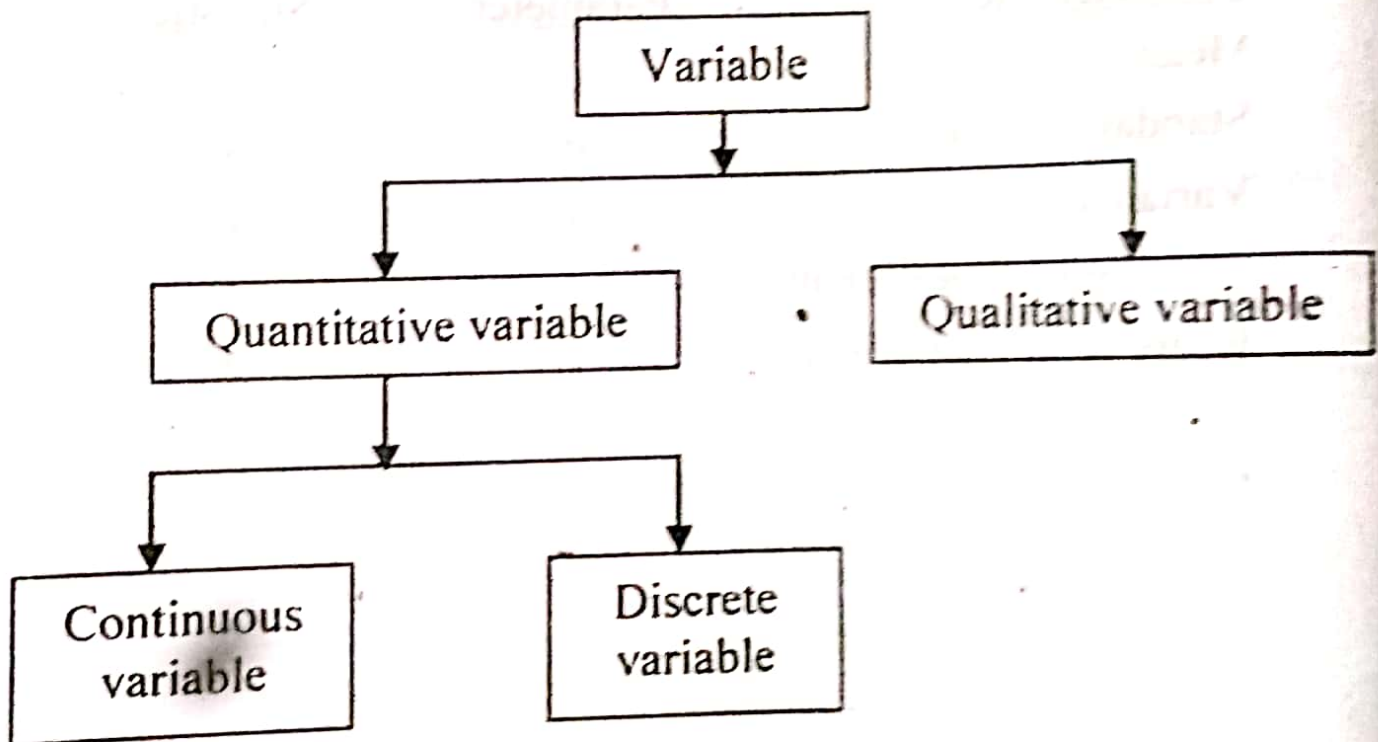 Variable
Quantitative variable
Qualitative variable
Continuous
variable
Discrete
variable